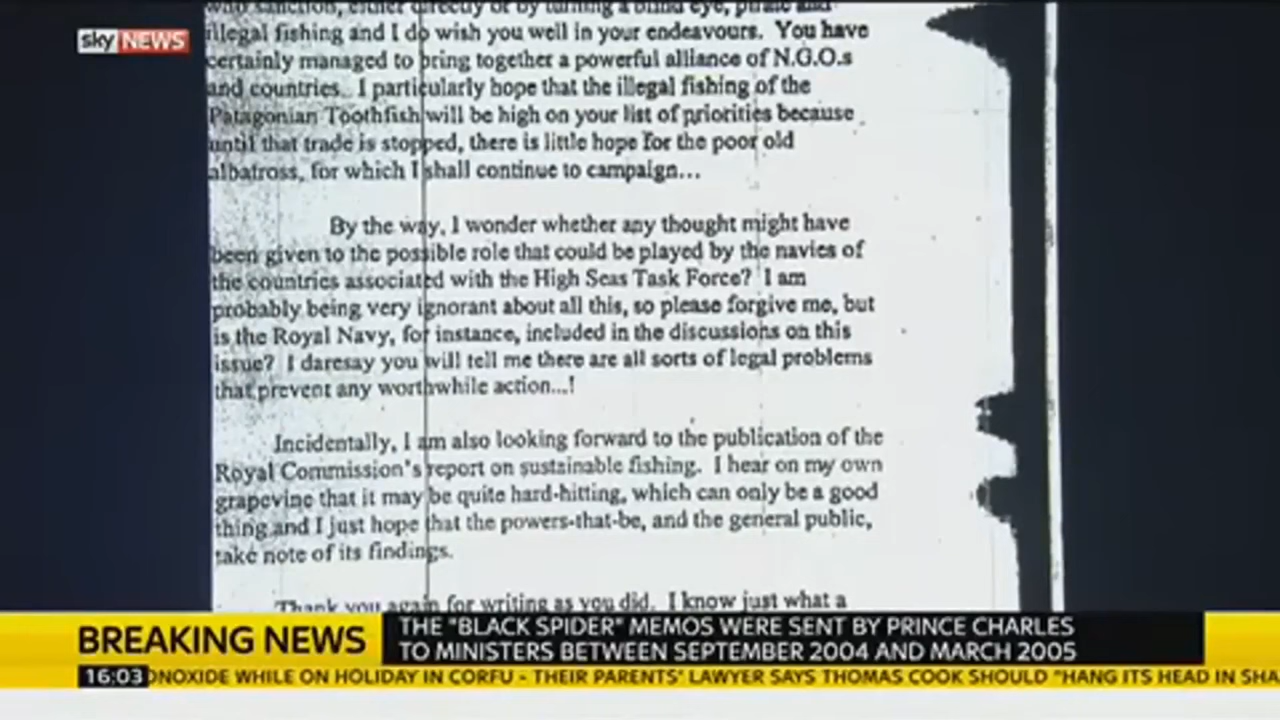 sky NEWS
who sanction, either directly or by turning a blind eye, pirate and
illegal fishing and I do wish you well in your endeavours. You have
certainly managed to bring together a powerful alliance of N.G.O.s
and countries. I particularly hope that the illegal fishing of the
Patagonian Toothfish will be high on your list of priorities because
until that trade is stopped, there is little hope for the poor old
albatross, for which I shall continue to campaign...
By the way, I wonder whether any thought might have
been given to the possible role that could be played by the navies of
the countries associated with the High Seas Task Force? I am
probably being very ignorant about all this, so please forgive me, but
is the Royal Navy, for instance, included in the discussions on this
issue? I daresay you will tell me there are all sorts of legal problems
that prevent any worthwhile action...!
Incidentally, I am also looking forward to the publication of the
Royal Commission's report on sustainable fishing. I hear on my own
grapevine that it may be quite hard-hitting, which can only be a good
thing and I just hope that the powers-that-be, and the general public,
take note of its findings.
Thank you again for writing as you did. I know just what a
BREAKING NEWS
THE "BLACK SPIDER" MEMOS WERE SENT BY PRINCE CHARLES
TO MINISTERS BETWEEN SEPTEMBER 2004 AND MARCH 2005
16:03
ONOXIDE WHILE ON HOLIDAY IN CORFU - THEIR PARENTS' LAWYER SAYS THOMAS COOK SHOULD "HANG ITS HEAD IN SHA